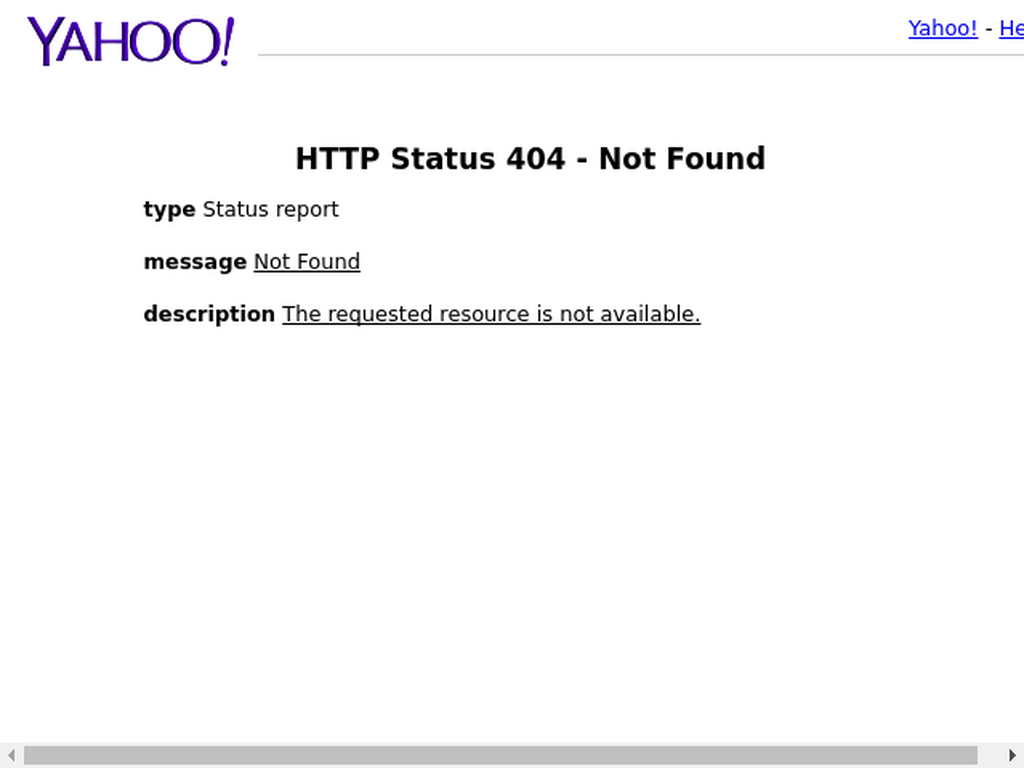 YAHOO!
Yahoo! - He
HTTP Status 404 - Not Found
type Status report
message Not Found
description The requested resource is not available.